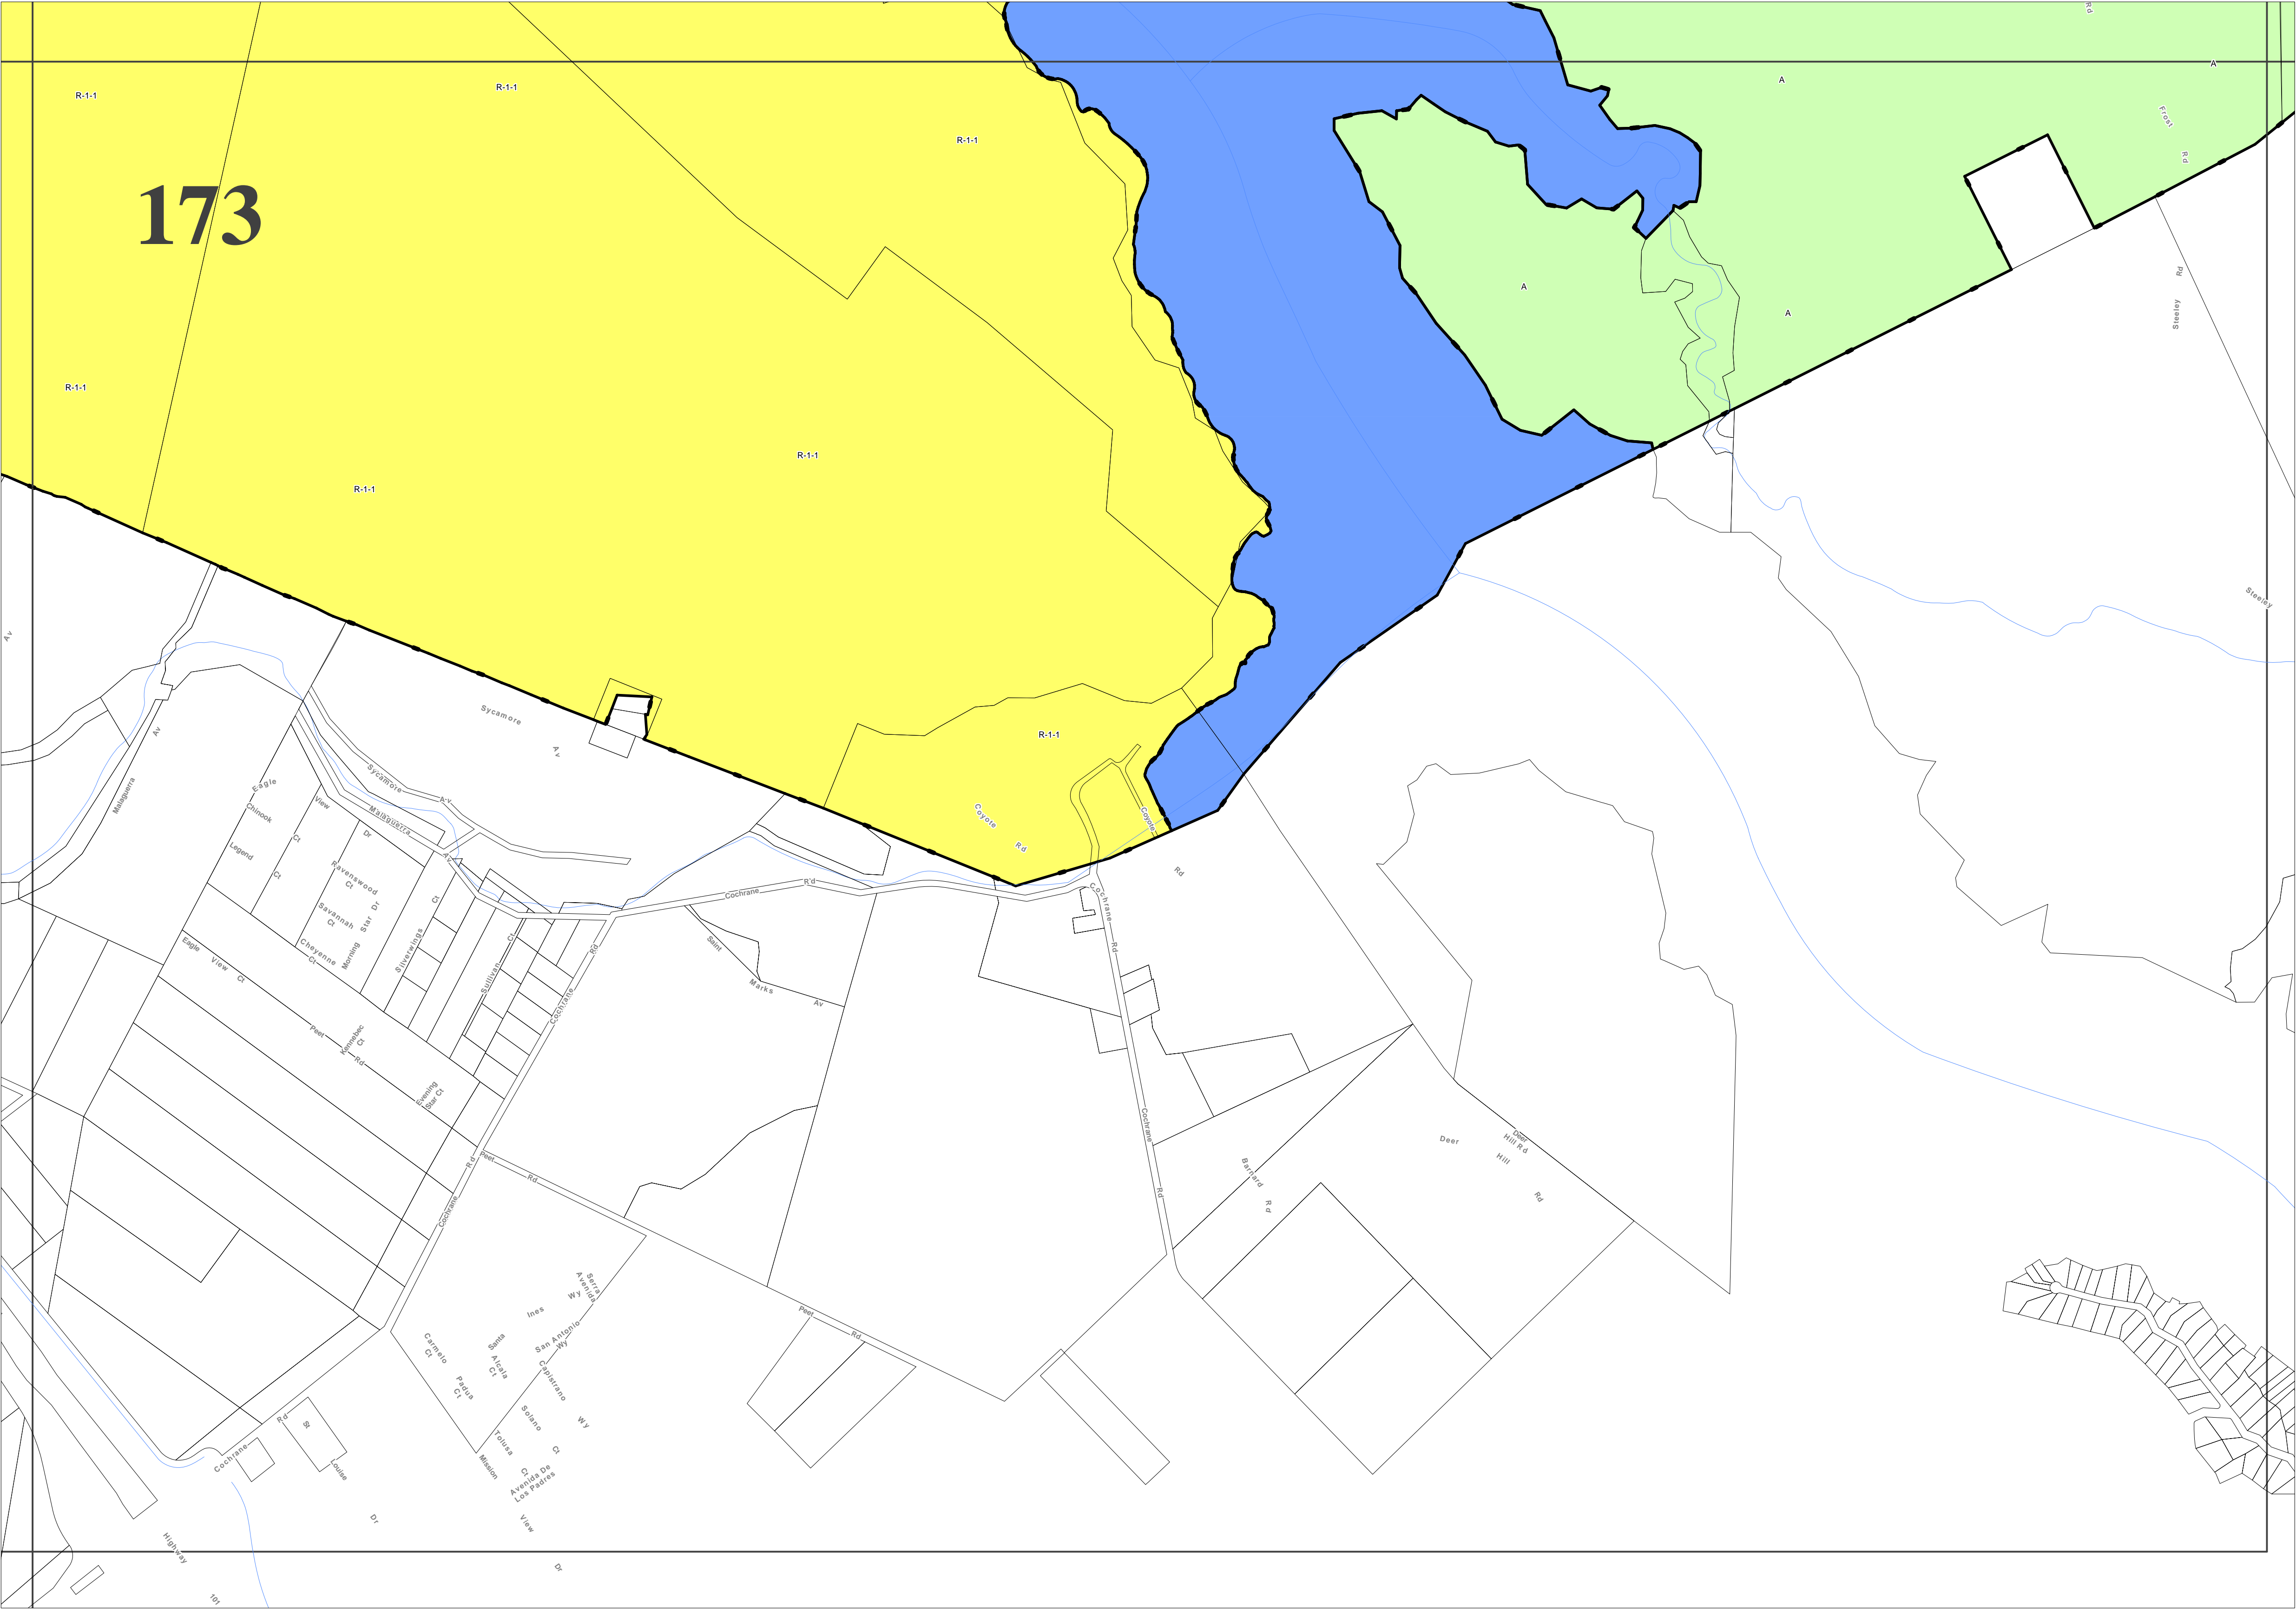 Rd
A
A
R-1-1
R-1-1
R-1-1
Frost
Rd
173
A
A
Rd
Steeley
R-1-1
R-1-1
R-1-1
Steeley
Av
Sycamore
Av
Av
R-1-1
Malaguerra
Sycamore
Av
Eagle
View
Dr
Chinook
Ct
Malaguerra
Av
Coyote
Rd
Coyote
Rd
Legend
Ct
Ravenswood
Ct
Savannah
Ct
Star Dr
Morning
Cheyenne
Ct
Silverwings
Ct
Sullivan
Ct
Cochrane
Rd
Cochrane
Rd
Eagle
View
Ct
Cochrane
Rd
Saint
Marks
Av
Peet
Rd
Kennebec
Ct
Evening
Star Ct
Cochrane
Rd
Deer
Hill
Rd
Deer
Hill Rd
Barnard
Rd
Peet
Rd
Cochrane
Rd
Serra
Avenida
Santa
Ines
Wy
San Antonio
Wy
Peet
Rd
Carmelo
Ct
Alcala
Ct
Padua
Ct
Capistrano
Wy
Solano
Ct
Tolusa
Ct
Mission
View
Dr
Avenida De
Los Padres
Cochrane
Rd
St
Louise
Dr
Highway
101